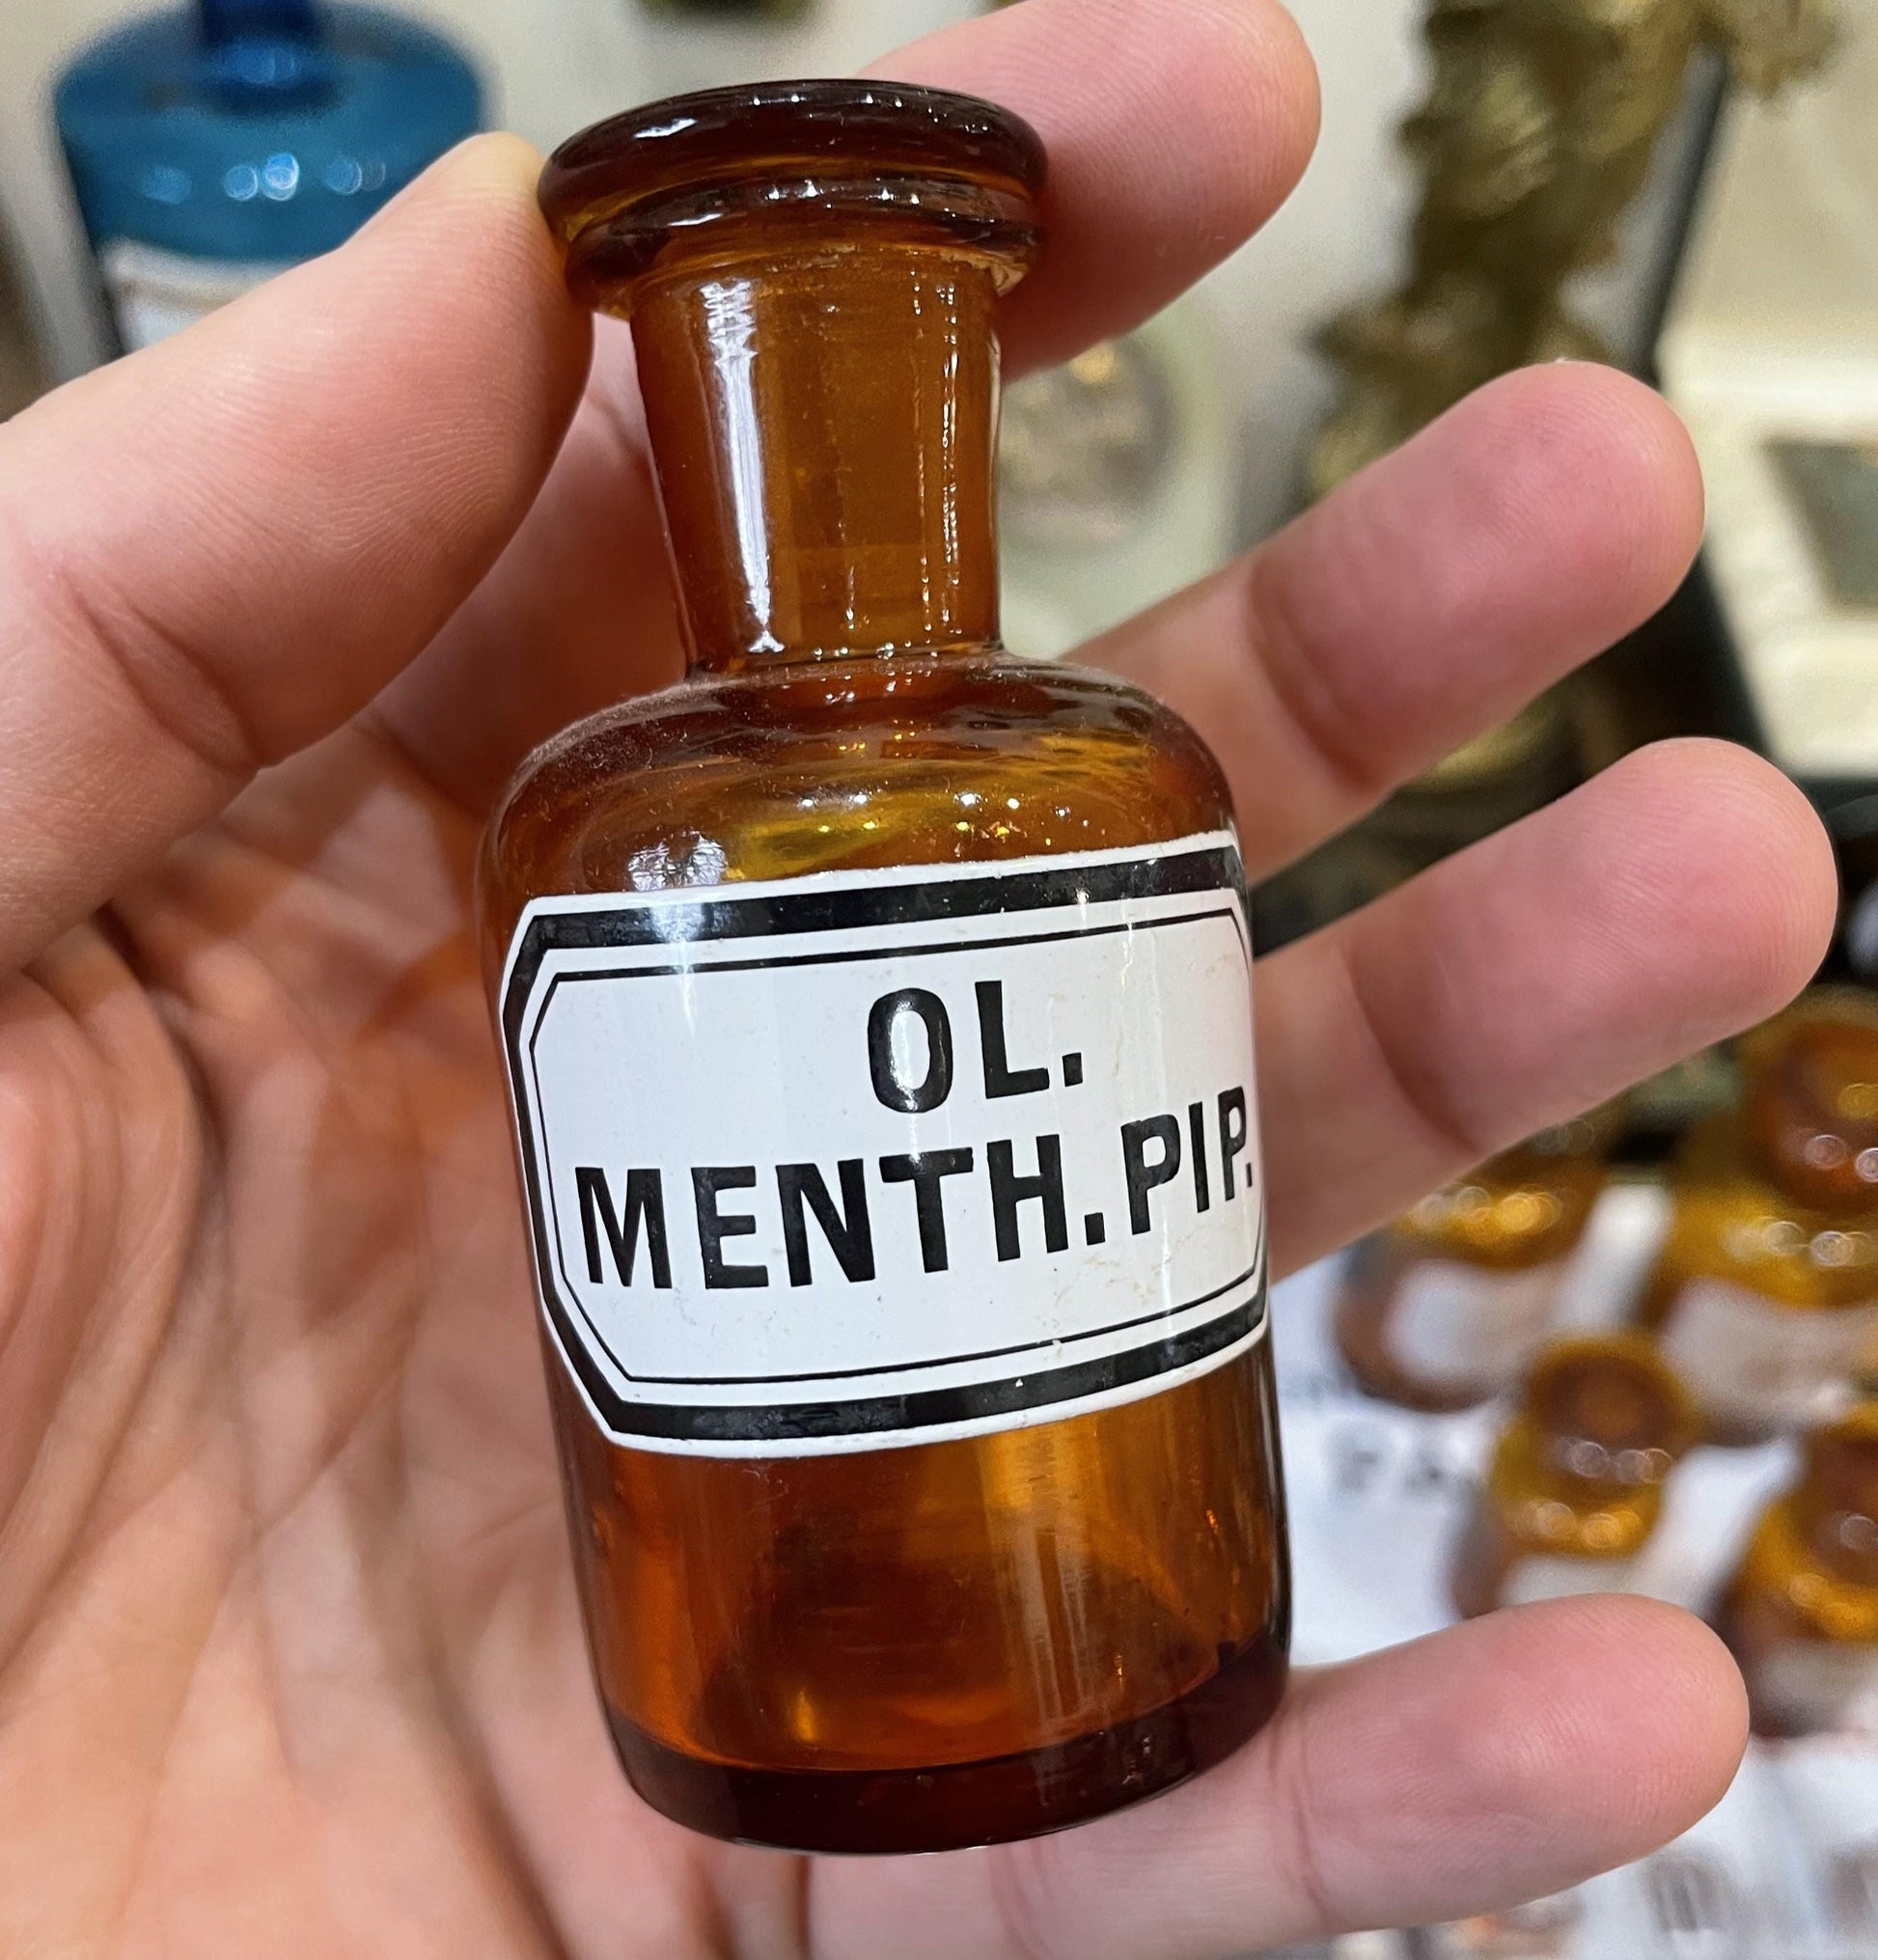 OL.
MENTH. PIP.